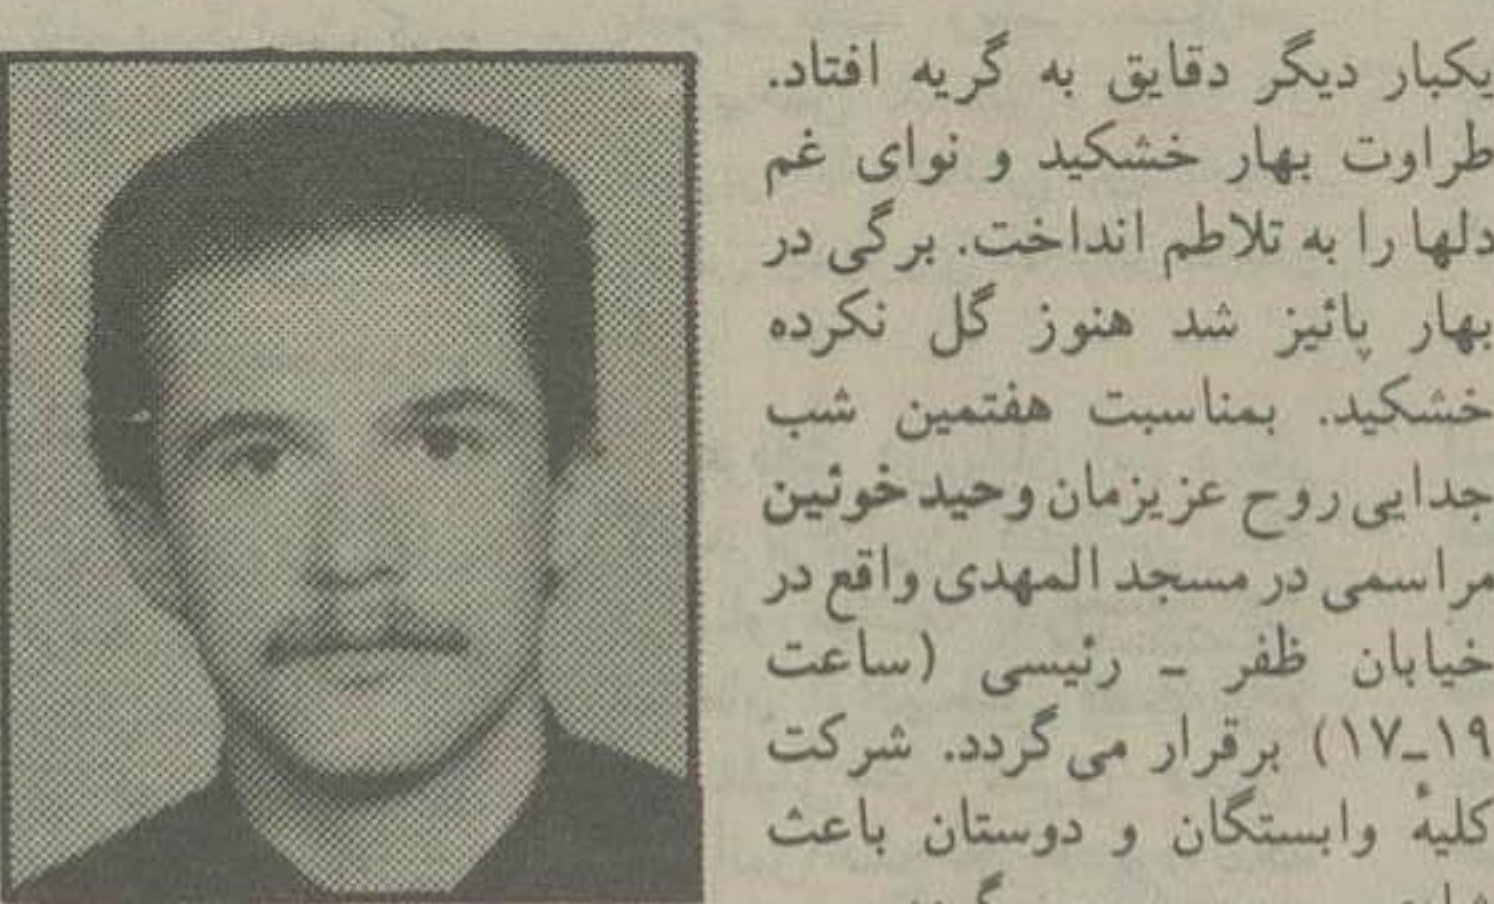 یکبار دیگر دقایق به گریه افتاد.
طراوت بهار خشکید و نوای غم
دلها را به تلاطم انداخت. برگی در
بهار پائیز شد هنوز گل نکرده
خشکید. بمناسبت هفتمین شب
جدایی روح عزیزمان وحید خوئین
مراسمی در مسجد المهدی واقع در
خیابان ظفر ـ رئیسی (ساعت
۱۹ـ۱۷) برقرار می‌گردد. شرکت
کلیهٔ وابستگان و دوستان باعث